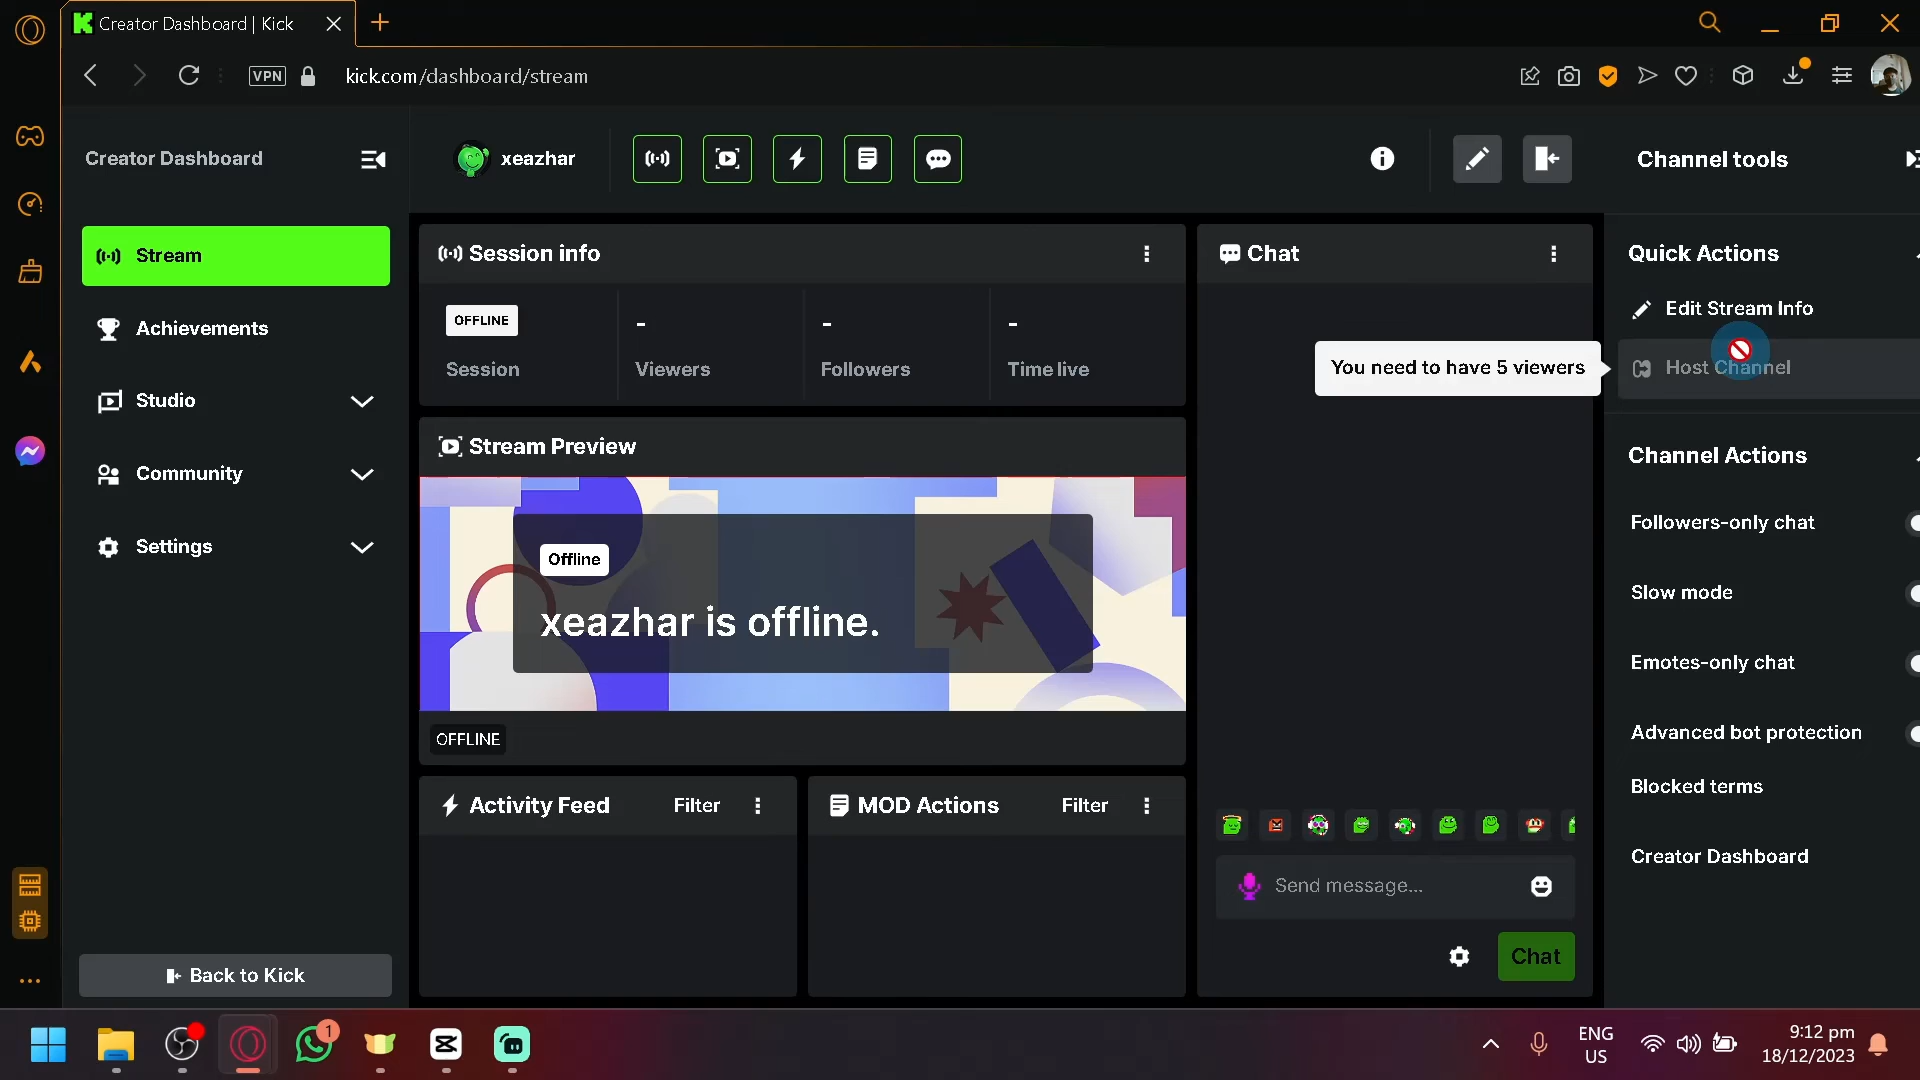 Creator Dashboard | Kick
VPN
kick.com/dashboard/stream
Creator Dashboard
xeazhar
Channel tools
Stream
Achievements
Studio
Community
Settings
Back to Kick
Session info
OFFLINE
-
-
-
Session
Viewers
Followers
Time live
Stream Preview
Offline
xeazhar is offline.
OFFLINE
Activity Feed
Filter
MOD Actions
Filter
Chat
You need to have 5 viewers
Send message...
Chat
Quick Actions
Edit Stream Info
Host Channel
Channel Actions
Followers-only chat
Slow mode
Emotes-only chat
Advanced bot protection
Blocked terms
Creator Dashboard
1
ENG
US
9:12 pm
18/12/2023